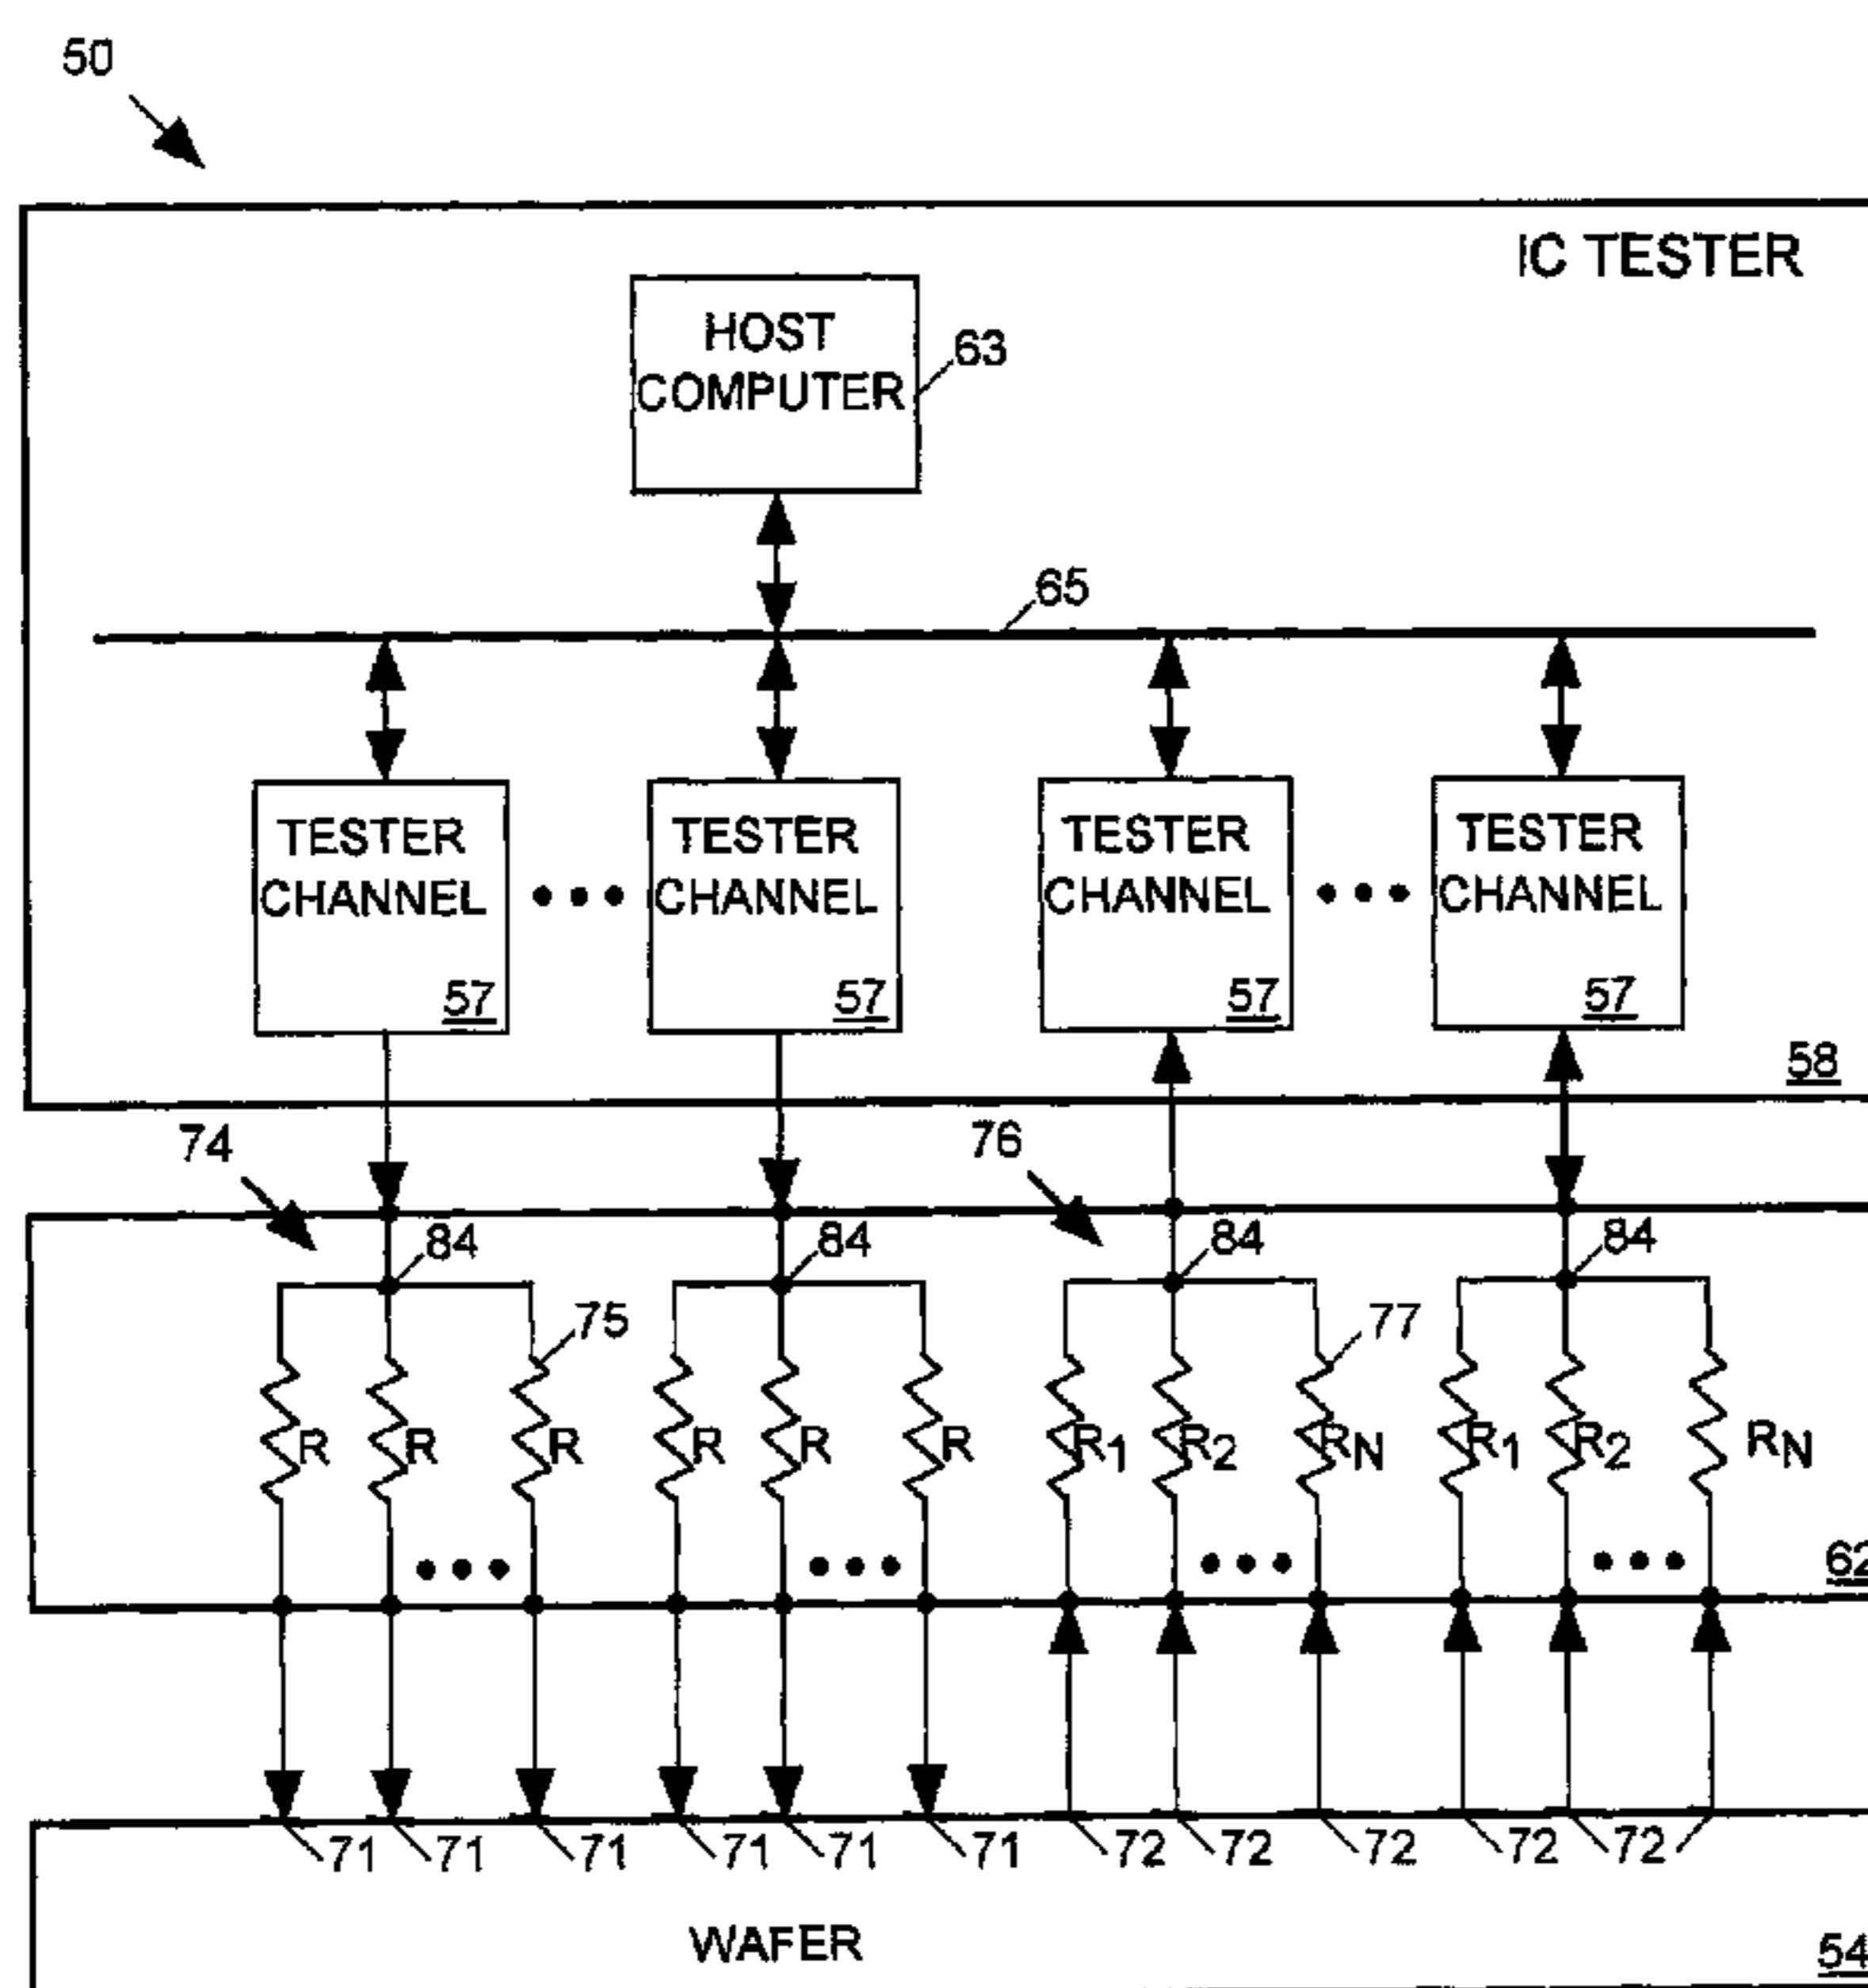 50
IC TESTER
HOST
COMPUTER
63
65
TESTER
CHANNEL
57
TESTER
CHANNEL
57
TESTER
CHANNEL
57
TESTER
CHANNEL
57
58
74
76
84
84
84
84
75
77
R
R
R
R
R
R
R1
R2
RN
R1
R2
RN
62
71
71
71
71
71
71
72
72
72
72
72
WAFER
54